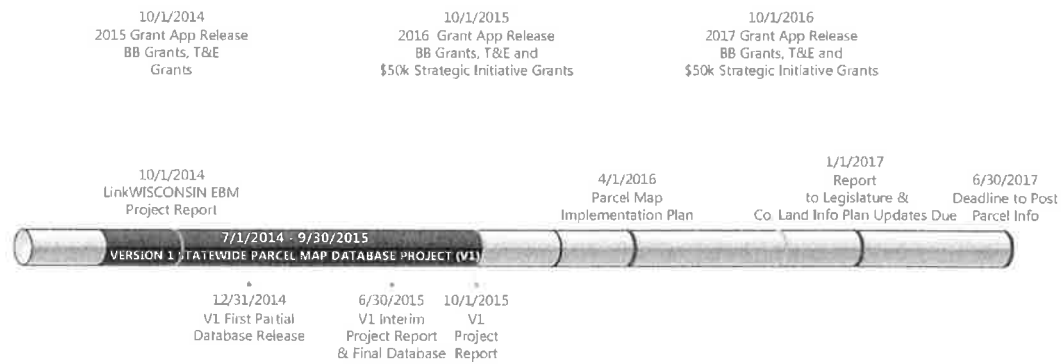 10/1/2014
2015 Grant App Release
BB Grants, T&E
Grants
10/1/2015
2016 Grant App Release
BB Grants, T&E and
$50k Strategic Initiative Grants
10/1/2016
2017 Grant App Release
BB Grants, T&E and
$50k Strategic Initiative Grants
10/1/2014
LinkWISCONSIN EBM
Project Report
4/1/2016
Parcel Map
Implementation Plan
1/1/2017
Report
to Legislature &
Co. Land Info Plan Updates Due
6/30/2017
Deadline to Post
Parcel Info
7/1/2014 - 9/30/2015
VERSION 1 STATEWIDE PARCEL MAP DATABASE PROJECT (V1)
12/31/2014
V1 First Partial
Database Release
6/30/2015
V1 Interim
Project Report
& Final Database
10/1/2015
V1
Project
Report